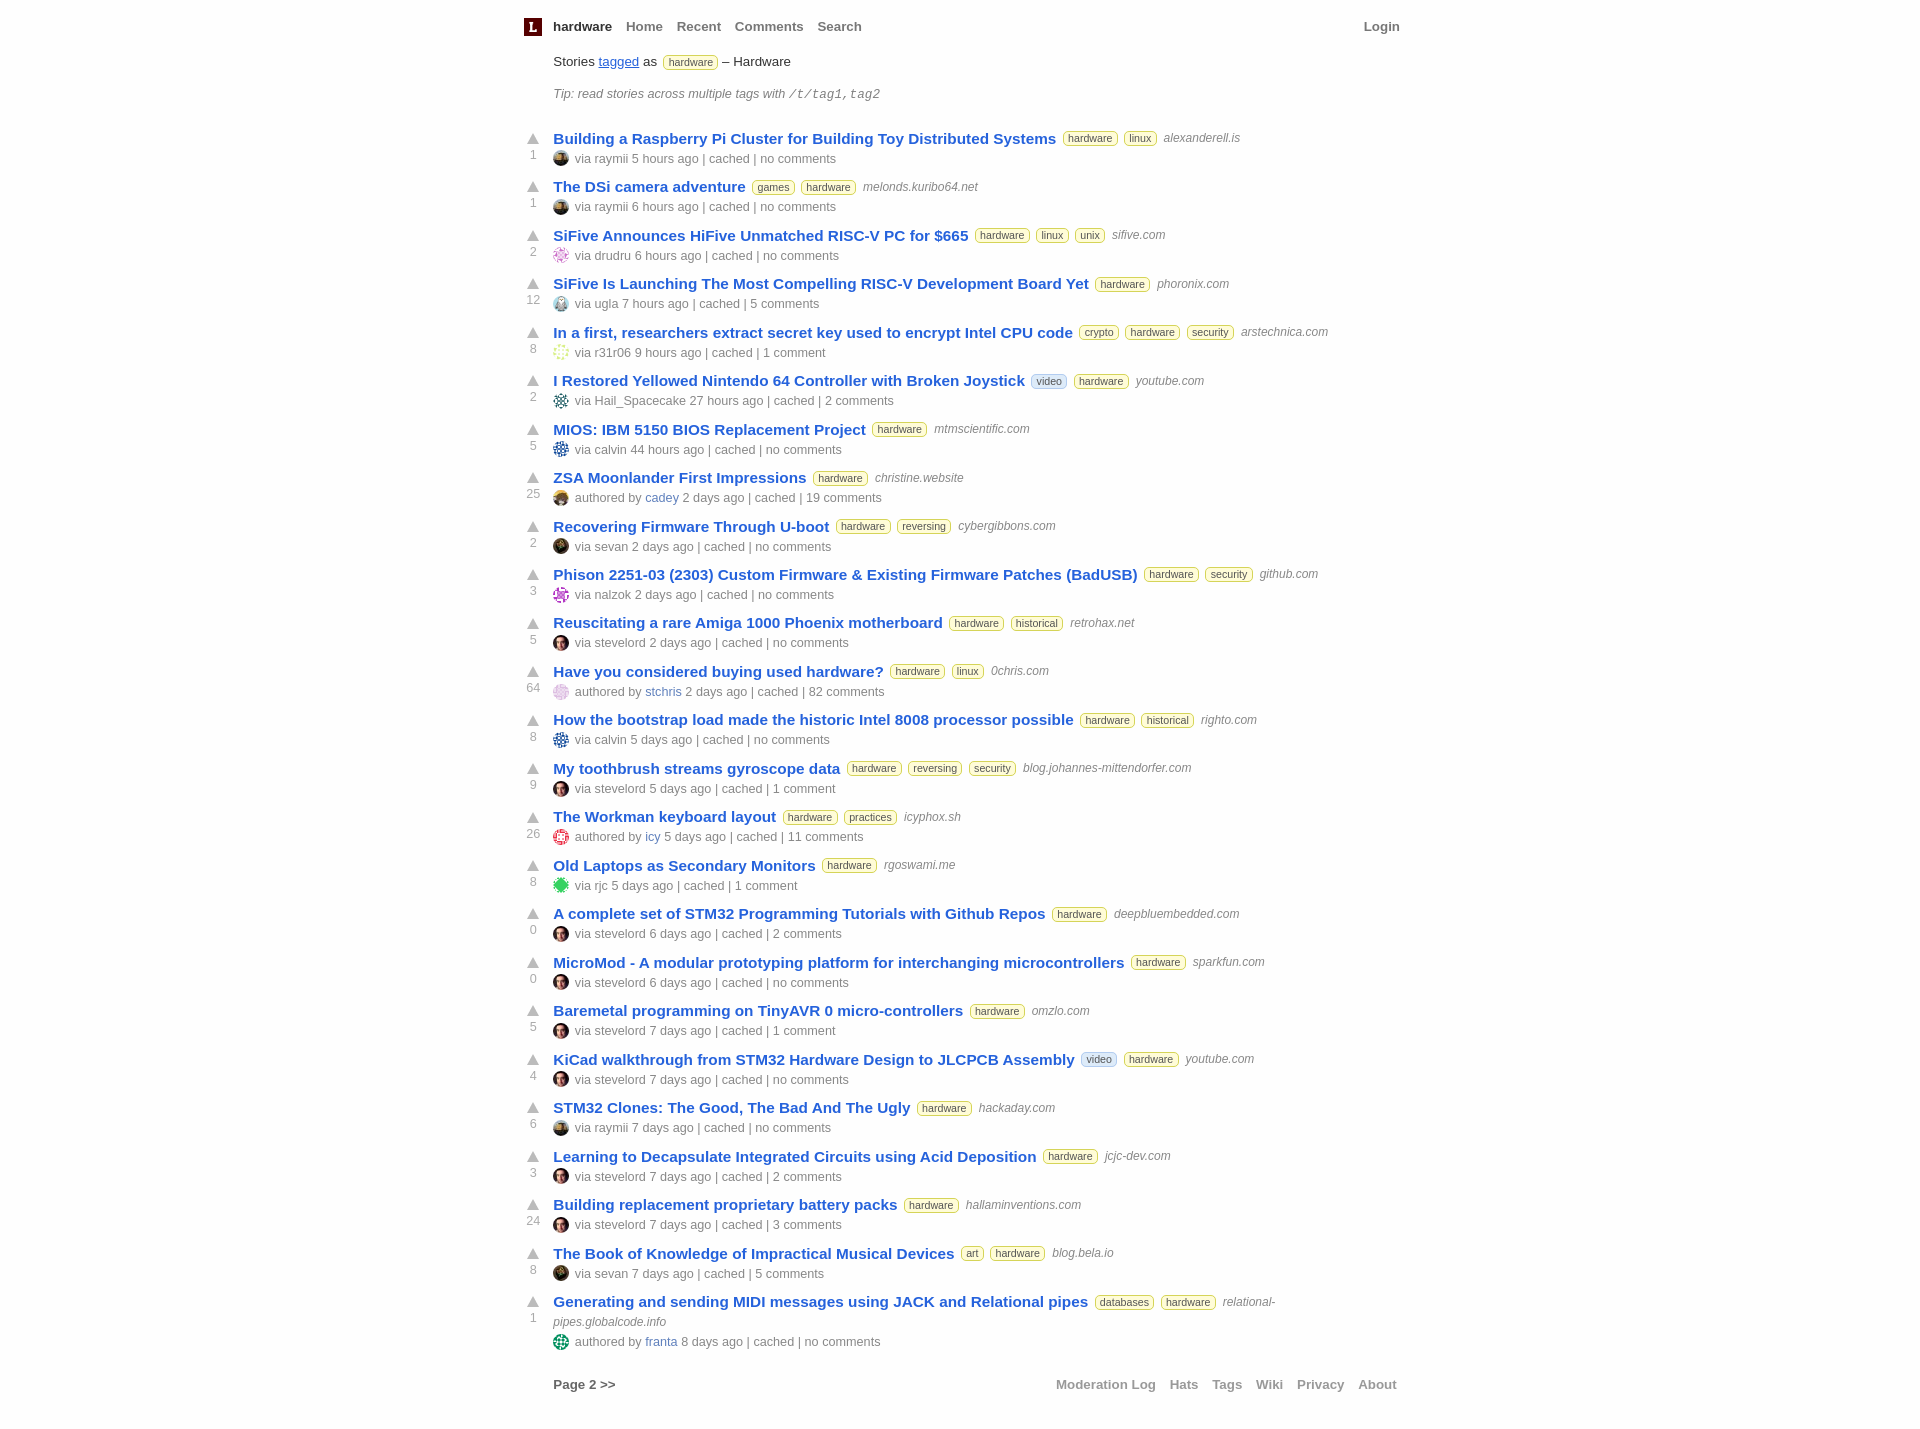 L hardware Home Recent Comments Search Login
Stories tagged as hardware – Hardware
Tip: read stories across multiple tags with /t/tag1,tag2
Building a Raspberry Pi Cluster for Building Toy Distributed Systems hardware linux alexanderell.is
1 via raymii 5 hours ago | cached | no comments
The DSi camera adventure games hardware melonds.kuribo64.net
1 via raymii 6 hours ago | cached | no comments
SiFive Announces HiFive Unmatched RISC-V PC for $665 hardware linux unix sifive.com
2 via drudru 6 hours ago | cached | no comments
SiFive Is Launching The Most Compelling RISC-V Development Board Yet hardware phoronix.com
12 via ugla 7 hours ago | cached | 5 comments
In a first, researchers extract secret key used to encrypt Intel CPU code crypto hardware security arstechnica.com
8 via r31r06 9 hours ago | cached | 1 comment
I Restored Yellowed Nintendo 64 Controller with Broken Joystick video hardware youtube.com
2 via Hail_Spacecake 27 hours ago | cached | 2 comments
MIOS: IBM 5150 BIOS Replacement Project hardware mtmscientific.com
5 via calvin 44 hours ago | cached | no comments
ZSA Moonlander First Impressions hardware christine.website
25 authored by cadey 2 days ago | cached | 19 comments
Recovering Firmware Through U-boot hardware reversing cybergibbons.com
2 via sevan 2 days ago | cached | no comments
Phison 2251-03 (2303) Custom Firmware & Existing Firmware Patches (BadUSB) hardware security github.com
3 via nalzok 2 days ago | cached | no comments
Reuscitating a rare Amiga 1000 Phoenix motherboard hardware historical retrohax.net
5 via stevelord 2 days ago | cached | no comments
Have you considered buying used hardware? hardware linux 0chris.com
64 authored by stchris 2 days ago | cached | 82 comments
How the bootstrap load made the historic Intel 8008 processor possible hardware historical righto.com
8 via calvin 5 days ago | cached | no comments
My toothbrush streams gyroscope data hardware reversing security blog.johannes-mittendorfer.com
9 via stevelord 5 days ago | cached | 1 comment
The Workman keyboard layout hardware practices icyphox.sh
26 authored by icy 5 days ago | cached | 11 comments
Old Laptops as Secondary Monitors hardware rgoswami.me
8 via rjc 5 days ago | cached | 1 comment
A complete set of STM32 Programming Tutorials with Github Repos hardware deepbluembedded.com
0 via stevelord 6 days ago | cached | 2 comments
MicroMod - A modular prototyping platform for interchanging microcontrollers hardware sparkfun.com
0 via stevelord 6 days ago | cached | no comments
Baremetal programming on TinyAVR 0 micro-controllers hardware omzlo.com
5 via stevelord 7 days ago | cached | 1 comment
KiCad walkthrough from STM32 Hardware Design to JLCPCB Assembly video hardware youtube.com
4 via stevelord 7 days ago | cached | no comments
STM32 Clones: The Good, The Bad And The Ugly hardware hackaday.com
6 via raymii 7 days ago | cached | no comments
Learning to Decapsulate Integrated Circuits using Acid Deposition hardware jcjc-dev.com
3 via stevelord 7 days ago | cached | 2 comments
Building replacement proprietary battery packs hardware hallaminventions.com
24 via stevelord 7 days ago | cached | 3 comments
The Book of Knowledge of Impractical Musical Devices art hardware blog.bela.io
8 via sevan 7 days ago | cached | 5 comments
Generating and sending MIDI messages using JACK and Relational pipes databases hardware relational-
1 pipes.globalcode.info
authored by franta 8 days ago | cached | no comments
Page 2 >> Moderation Log Hats Tags Wiki Privacy About